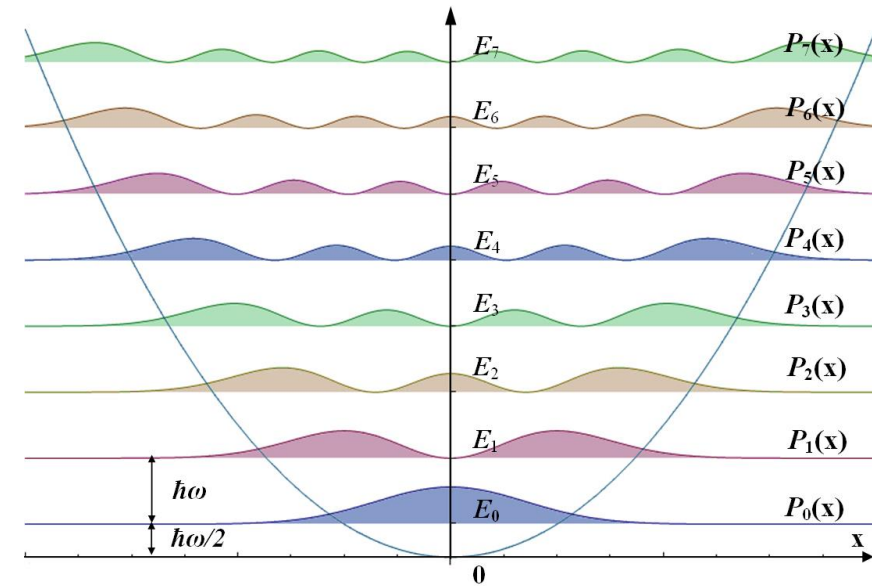 E₇ P₇(x)
E₆ P₆(x)
E₅ P₅(x)
E₄ P₄(x)
E₃ P₃(x)
E₂ P₂(x)
E₁ P₁(x)
ħω
E₀ P₀(x)
ħω/2
x
0